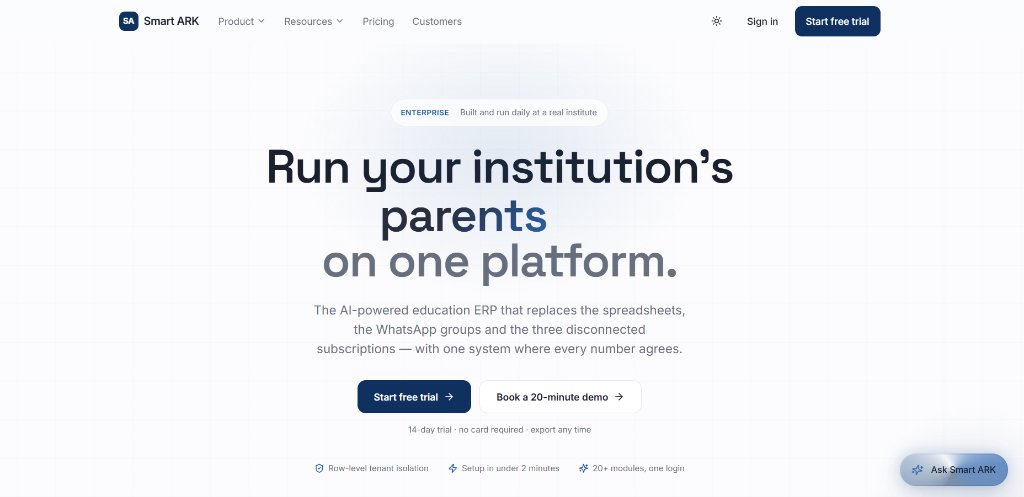 SA Smart ARK Product Resources Pricing Customers Sign in Start free trial
ENTERPRISE Built and run daily at a real institute
Run your institution's
parents
on one platform.
The AI-powered education ERP that replaces the spreadsheets,
the WhatsApp groups and the three disconnected
subscriptions — with one system where every number agrees.
Start free trial → Book a 20-minute demo →
14-day trial · no card required · export any time
Row-level tenant isolation Setup in under 2 minutes 20+ modules, one login
Ask Smart ARK